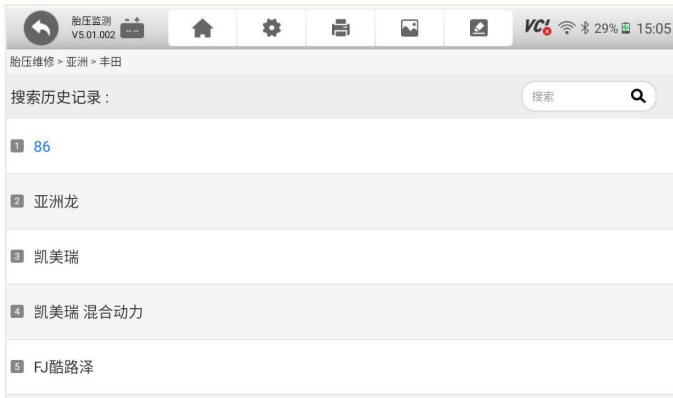 胎压监测
V5.01.002
VCI
29%
15:05
胎压维修 > 亚洲 > 丰田
搜索历史记录 :
搜索
1 86
2 亚洲龙
3 凯美瑞
4 凯美瑞 混合动力
5 FJ酷路泽